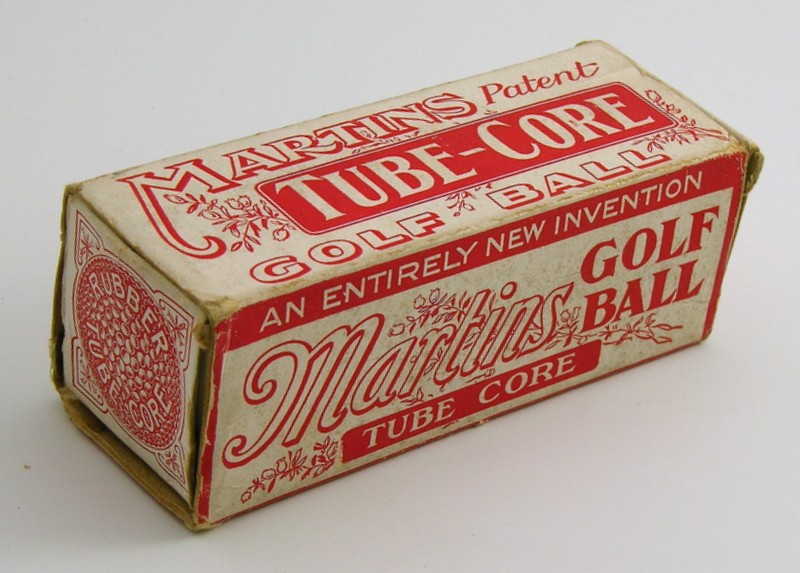 MARTINS Patent
TUBE-CORE
GOLF BALL
AN ENTIRELY NEW INVENTION
Martins GOLF BALL
TUBE CORE
RUBBER
TUBE CORE